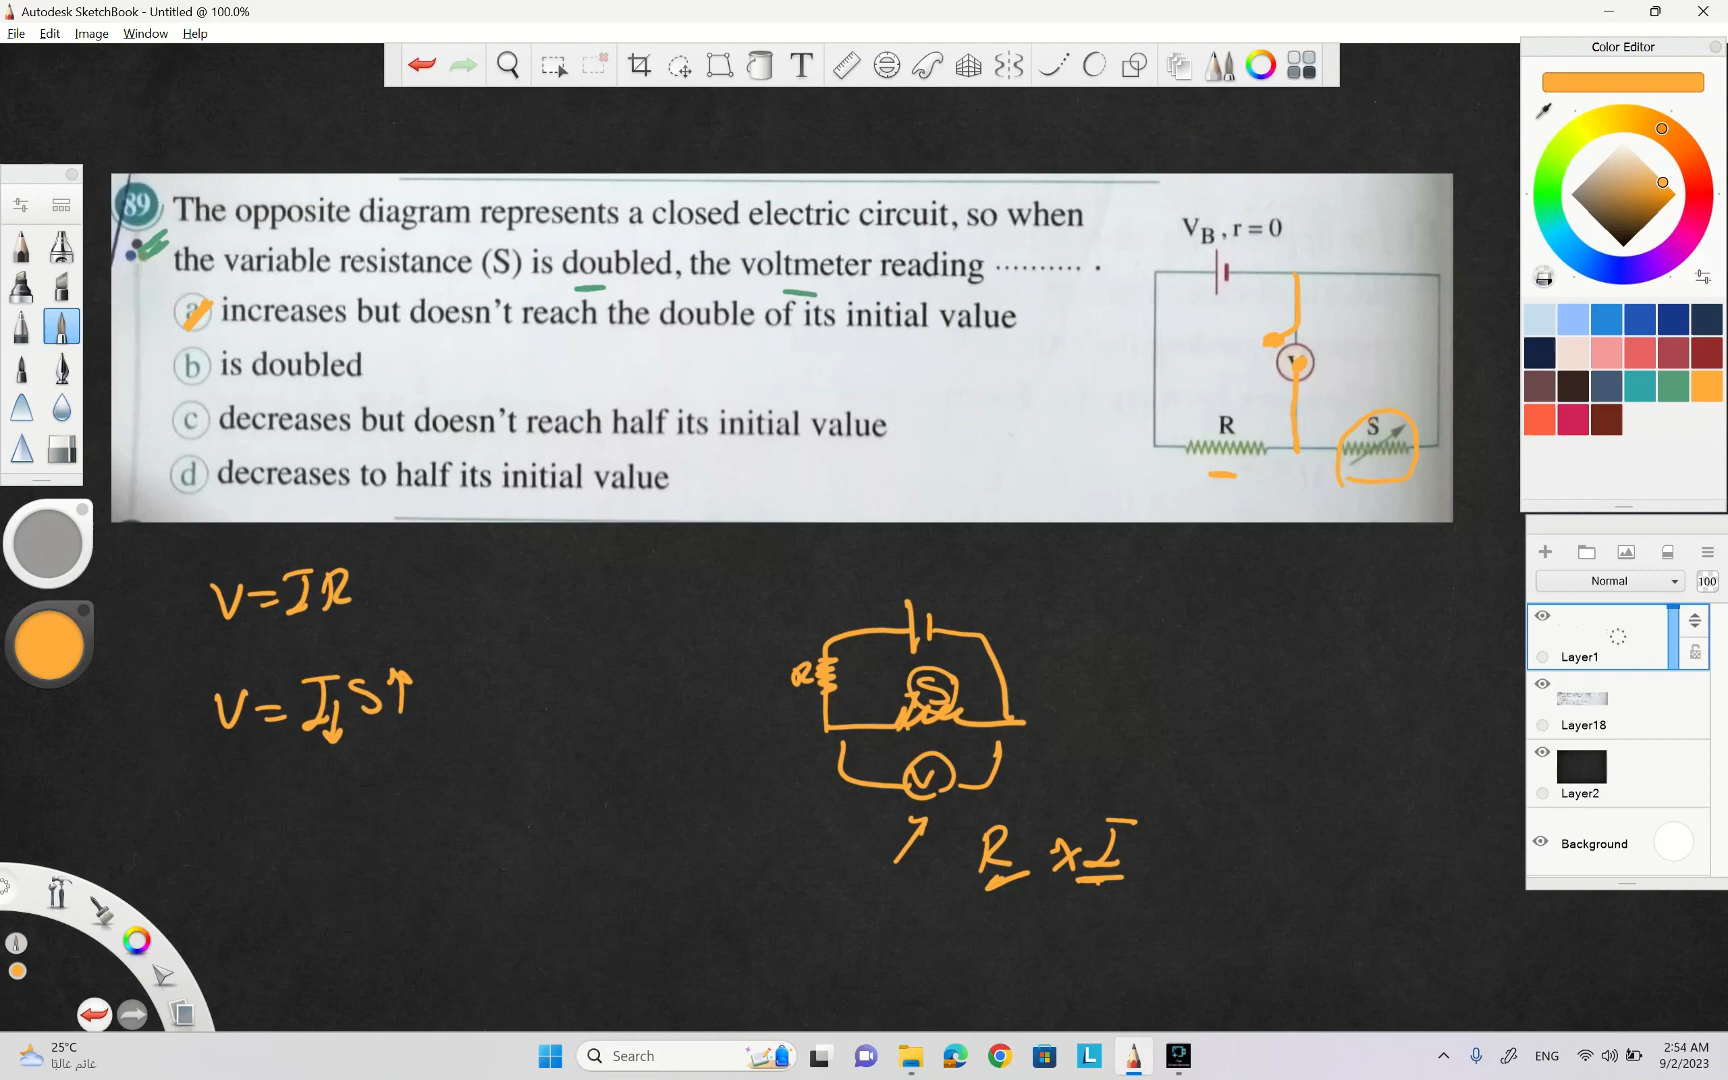 Autodesk SketchBook - Untitled @ 100.0%
File Edit Image Window Help
T
Color Editor
89 The opposite diagram represents a closed electric circuit, so when
the variable resistance (S) is doubled, the voltmeter reading ·········· .
a increases but doesn't reach the double of its initial value
b is doubled
c decreases but doesn't reach half its initial value
d decreases to half its initial value
V_B , r = 0
R
S
V = I R
V = I↓ S↑
R
S
V
R × I
Normal
100
Layer1
Layer18
Layer2
Background
25°C
غائم غالبًا
Search
L
ENG
2:54 AM
9/2/2023